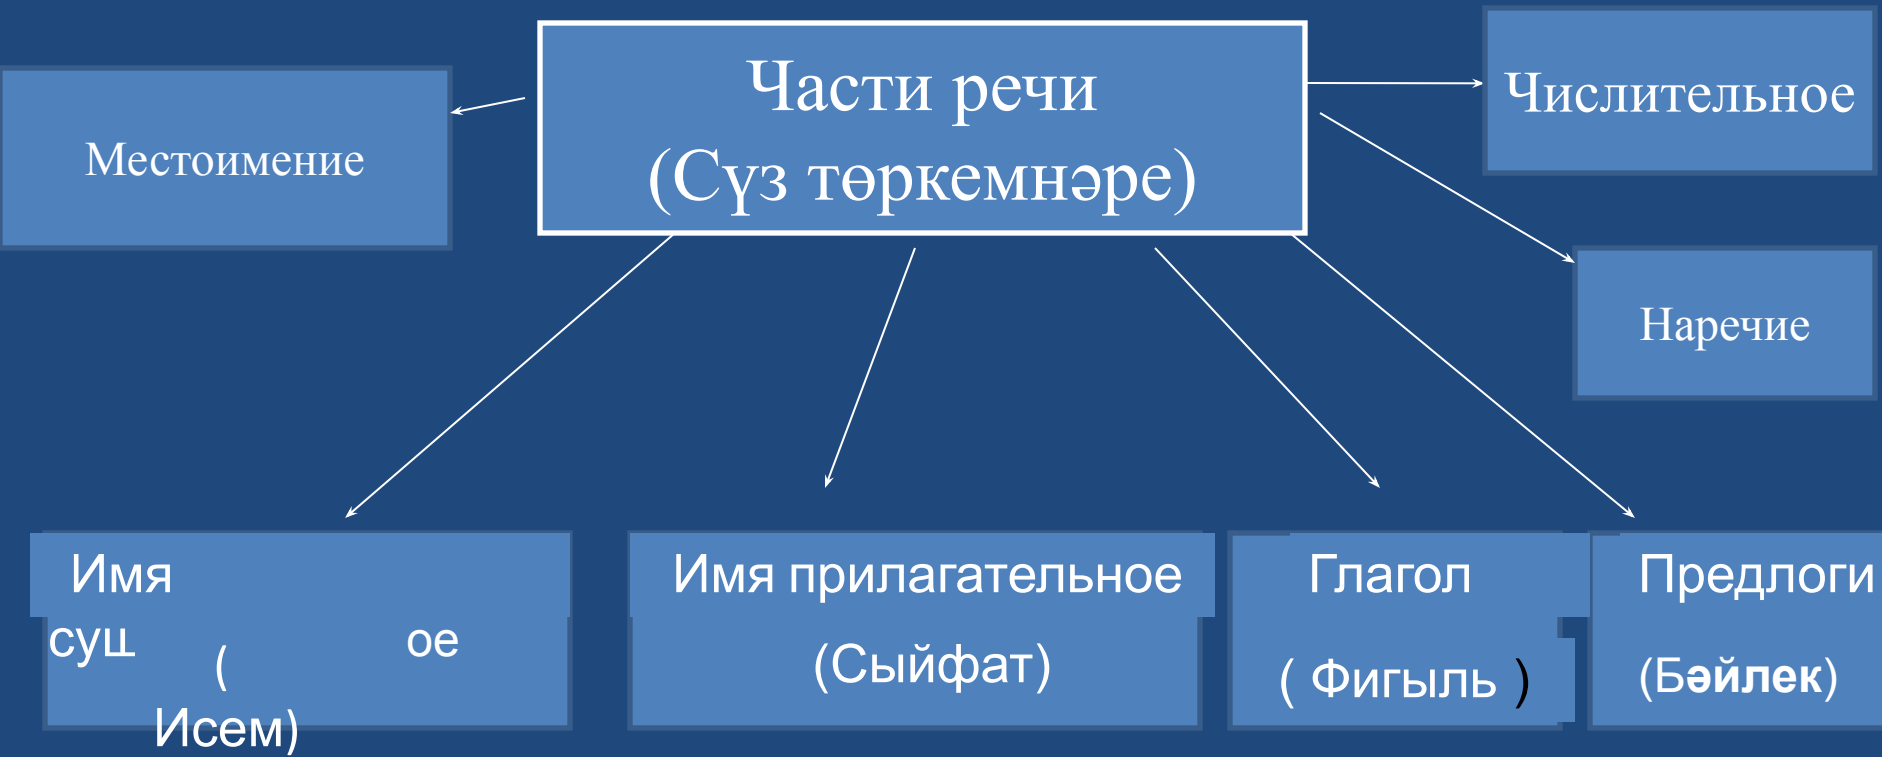 Части речи
(Сүз төркемнәре)
Числительное
Местоимение
Наречие
Имя
сущ ое
(
Исем)
Имя прилагательное
(Сыйфат)
Глагол
( Фигыль )
Предлоги
(Бәйлек)